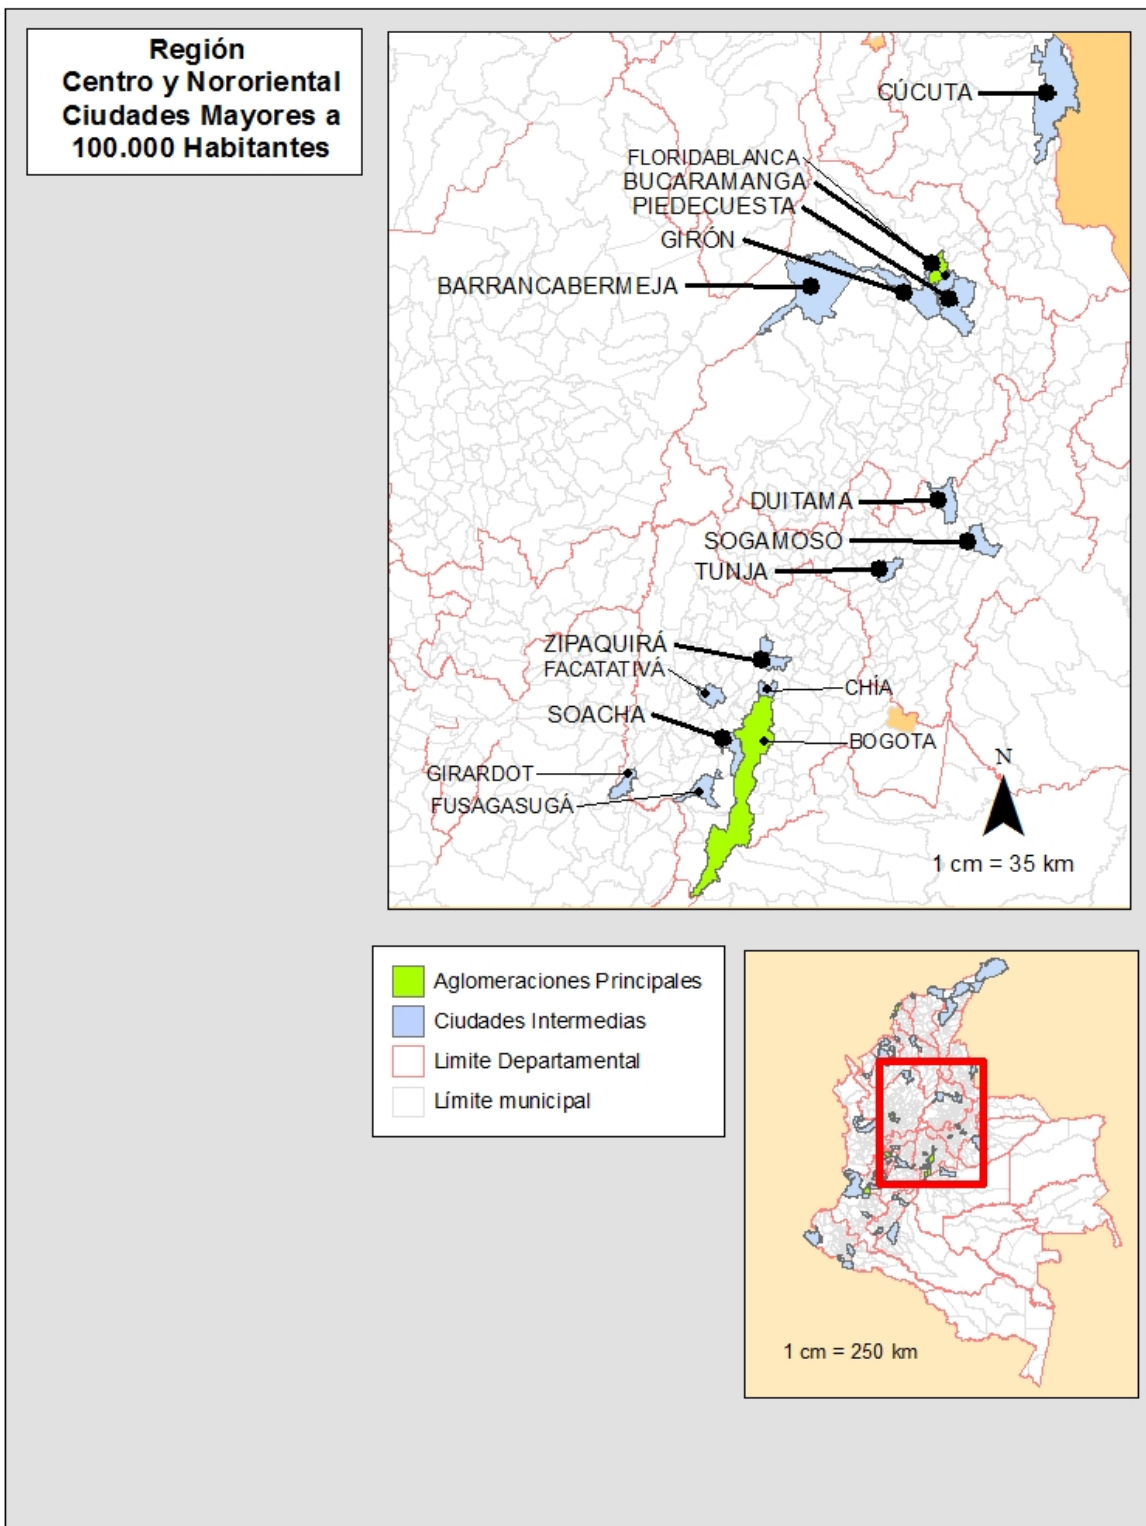 Región
Centro y Nororiental
Ciudades Mayores a
100.000 Habitantes
CÚCUTA
FLORIDABLANCA
BUCARAMANGA
PIEDECUESTA
GIRÓN
BARRANCABERMEJA
DUITAMA
SOGAMOSO
TUNJA
ZIPAQUIRÁ
FACATATIVÁ
CHÍA
SOACHA
BOGOTA
GIRARDOT
FUSAGASUGÁ
N
1 cm = 35 km
Aglomeraciones Principales
Ciudades Intermedias
Limite Departamental
Límite municipal
1 cm = 250 km